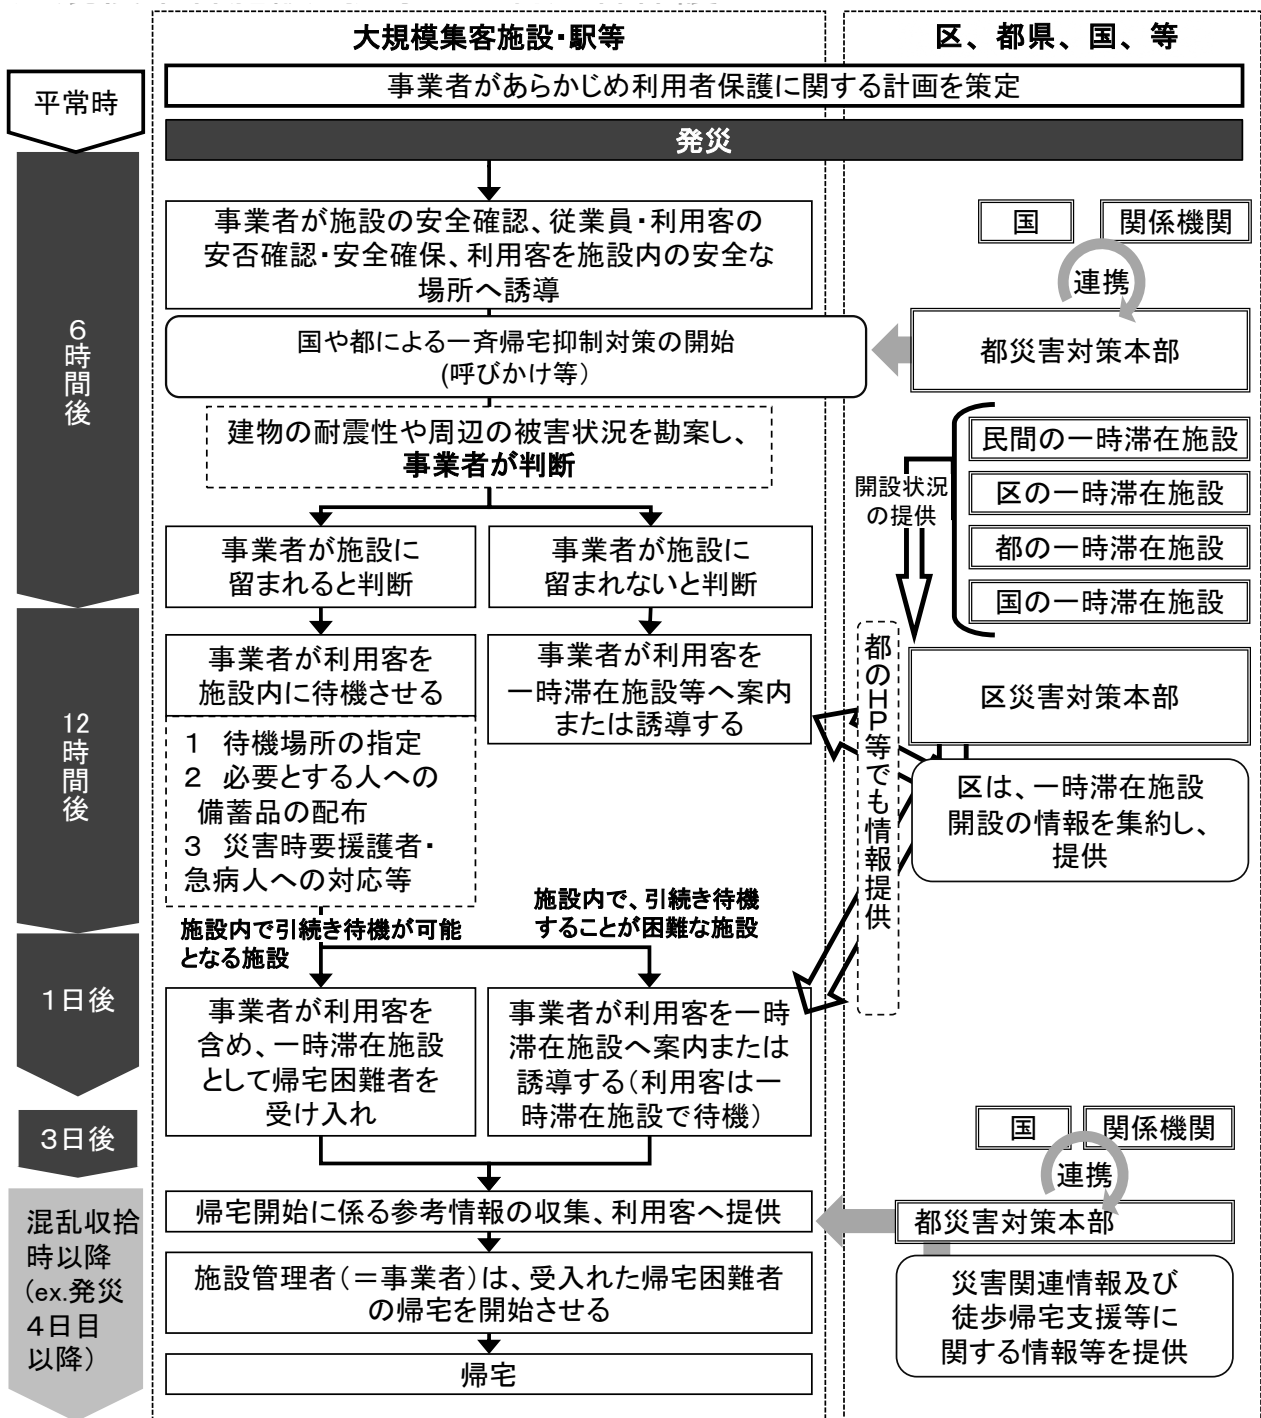 大規模集客施設・駅等
区、都県、国、等
平常時
事業者があらかじめ利用者保護に関する計画を策定
発災
6時間後
事業者が施設の安全確認、従業員・利用客の
安否確認・安全確保、利用客を施設内の安全な
場所へ誘導
国
関係機関
連携
国や都による一斉帰宅抑制対策の開始
(呼びかけ等)
都災害対策本部
建物の耐震性や周辺の被害状況を勘案し、
事業者が判断
民間の一時滞在施設
区の一時滞在施設
都の一時滞在施設
国の一時滞在施設
開設状況
の提供
事業者が施設に
留まれると判断
事業者が施設に
留まれないと判断
12時間後
事業者が利用客を
施設内に待機させる
事業者が利用客を
一時滞在施設等へ案内
または誘導する
都のHP等でも情報提供
区災害対策本部
区は、一時滞在施設
開設の情報を集約し、
提供
1 待機場所の指定
2 必要とする人への
備蓄品の配布
3 災害時要援護者・
急病人への対応等
施設内で引続き待機が可能
となる施設
施設内で、引続き待機
することが困難な施設
1日後
事業者が利用客を
含め、一時滞在施設
として帰宅困難者を
受け入れ
事業者が利用客を一時
滞在施設へ案内または
誘導する(利用客は一
時滞在施設で待機)
3日後
国
関係機関
連携
混乱収拾
時以降
(ex.発災
4日目
以降)
帰宅開始に係る参考情報の収集、利用客へ提供
都災害対策本部
施設管理者(=事業者)は、受入れた帰宅困難者
の帰宅を開始させる
災害関連情報及び
徒歩帰宅支援等に
関する情報等を提供
帰宅